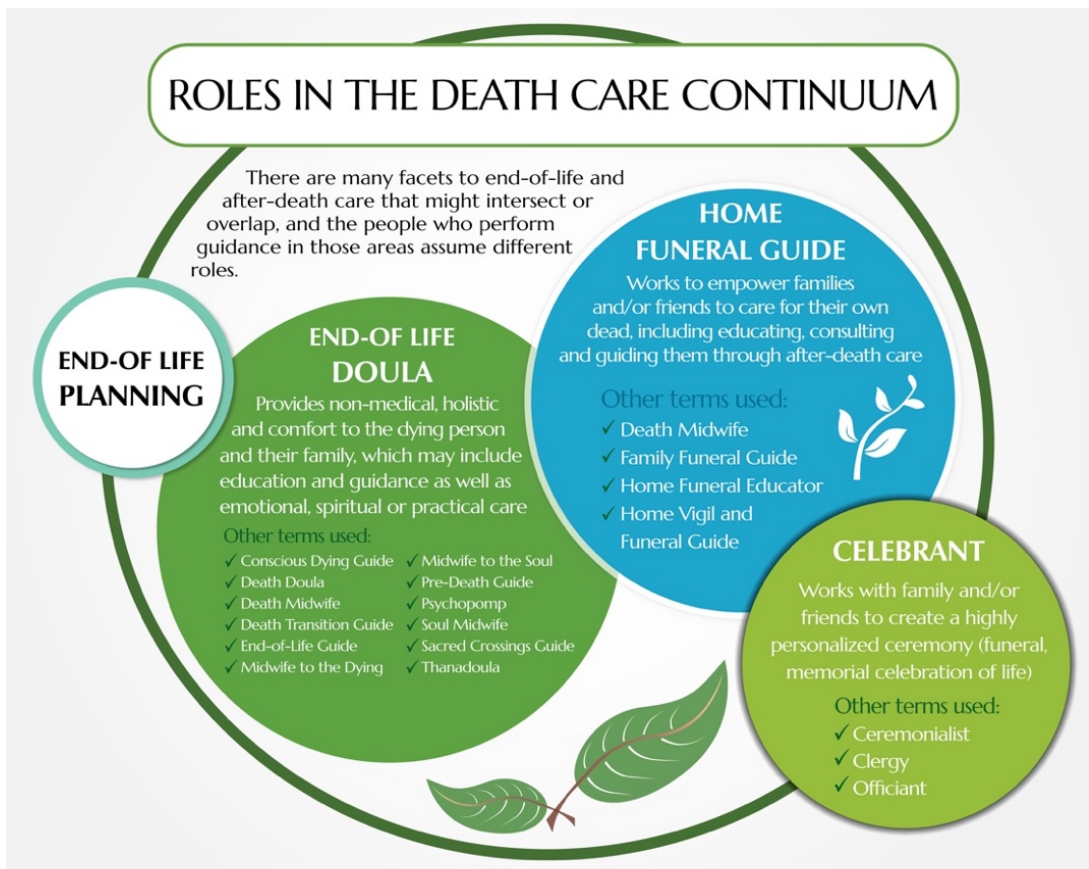 ROLES IN THE DEATH CARE CONTINUUM
There are many facets to end-of-life and
after-death care that might intersect or
overlap, and the people who perform
guidance in those areas assume different
roles.
END-OF LIFE
PLANNING
END-OF LIFE
DOULA
Provides non-medical, holistic
and comfort to the dying person
and their family, which may include
education and guidance as well as
emotional, spiritual or practical care
Other terms used:
✓ Conscious Dying Guide
✓ Death Doula
✓ Death Midwife
✓ Death Transition Guide
✓ End-of-Life Guide
✓ Midwife to the Dying
✓ Midwife to the Soul
✓ Pre-Death Guide
✓ Psychopomp
✓ Soul Midwife
✓ Sacred Crossings Guide
✓ Thanadoula
HOME
FUNERAL GUIDE
Works to empower families
and/or friends to care for their own
dead, including educating, consulting
and guiding them through after-death care
Other terms used:
✓ Death Midwife
✓ Family Funeral Guide
✓ Home Funeral Educator
✓ Home Vigil and
Funeral Guide
CELEBRANT
Works with family and/or
friends to create a highly
personalized ceremony (funeral,
memorial celebration of life)
Other terms used:
✓ Ceremonialist
✓ Clergy
✓ Officiant